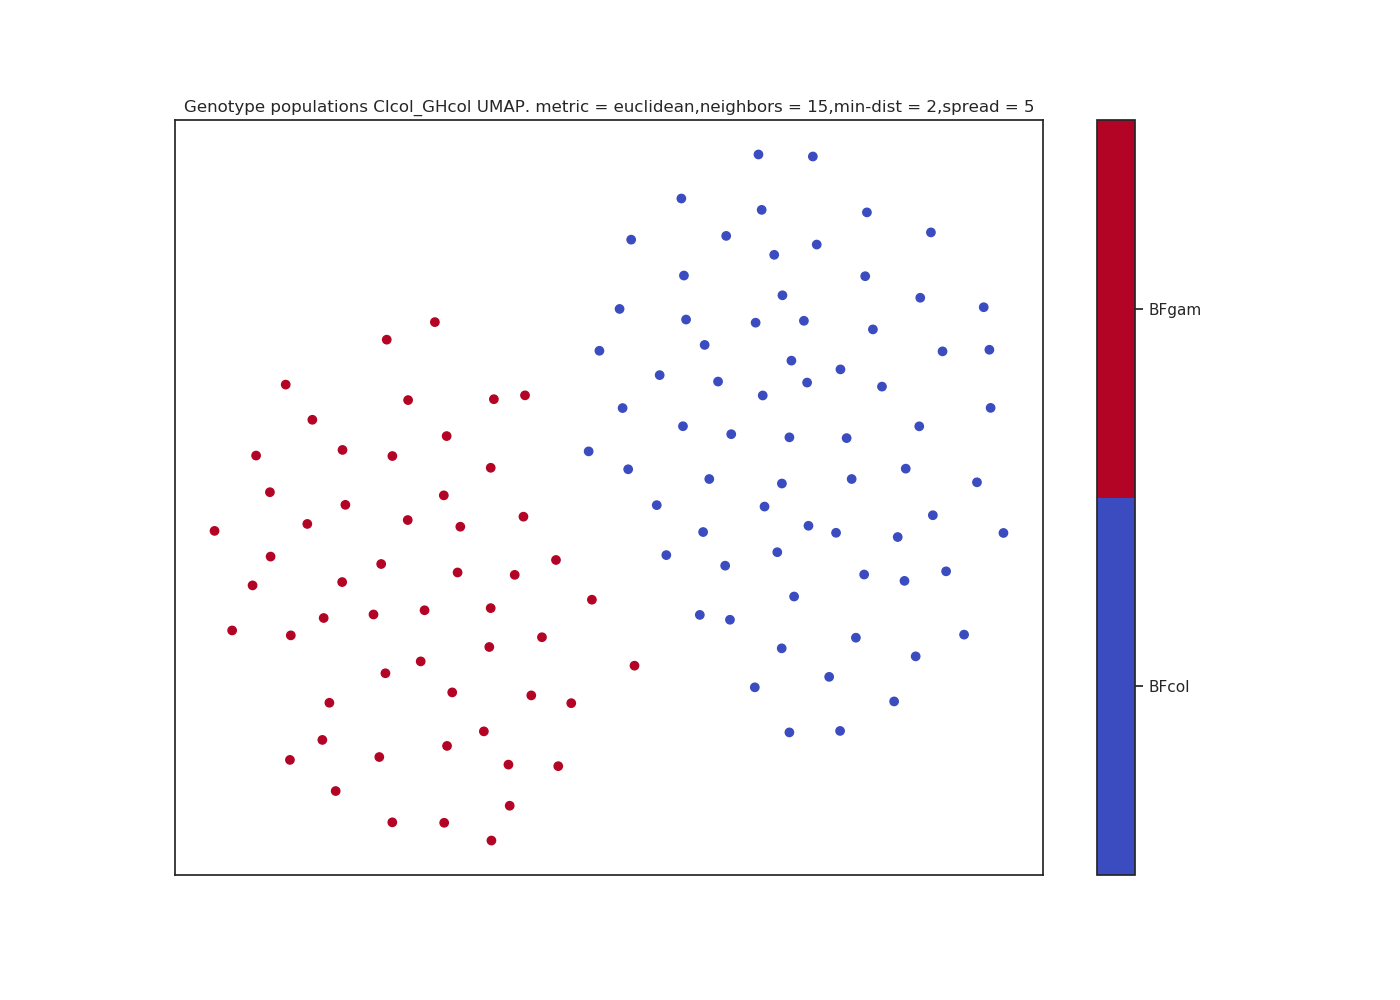 Genotype populations CIcol_GHcol UMAP. metric = euclidean,neighbors = 15,min-dist = 2,spread = 5
BFgam
BFcol